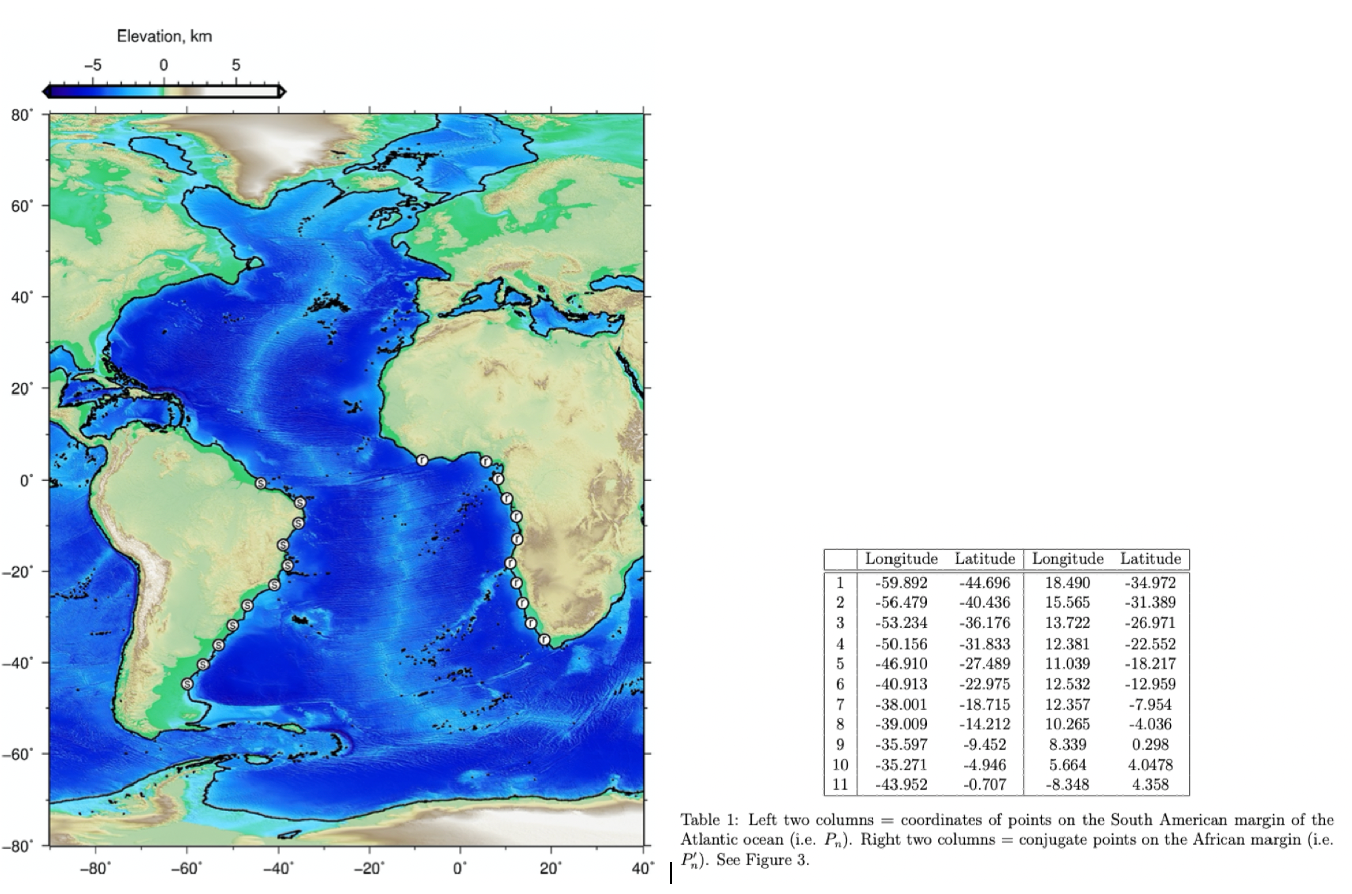 Elevation, km
−5 0 5
80°
60°
40°
20°
0°
−20°
−40°
−60°
−80°
−80° −60° −40° −20° 0° 20° 40°
r
r
r
r
r
r
r
r
r
r
r
s
s
s
s
s
s
s
s
s
s
s
Longitude Latitude Longitude Latitude
1 -59.892 -44.696 18.490 -34.972
2 -56.479 -40.436 15.565 -31.389
3 -53.234 -36.176 13.722 -26.971
4 -50.156 -31.833 12.381 -22.552
5 -46.910 -27.489 11.039 -18.217
6 -40.913 -22.975 12.532 -12.959
7 -38.001 -18.715 12.357 -7.954
8 -39.009 -14.212 10.265 -4.036
9 -35.597 -9.452 8.339 0.298
10 -35.271 -4.946 5.664 4.0478
11 -43.952 -0.707 -8.348 4.358
Table 1: Left two columns = coordinates of points on the South American margin of the
Atlantic ocean (i.e. Pₙ). Right two columns = conjugate points on the African margin (i.e.
P′ₙ). See Figure 3.